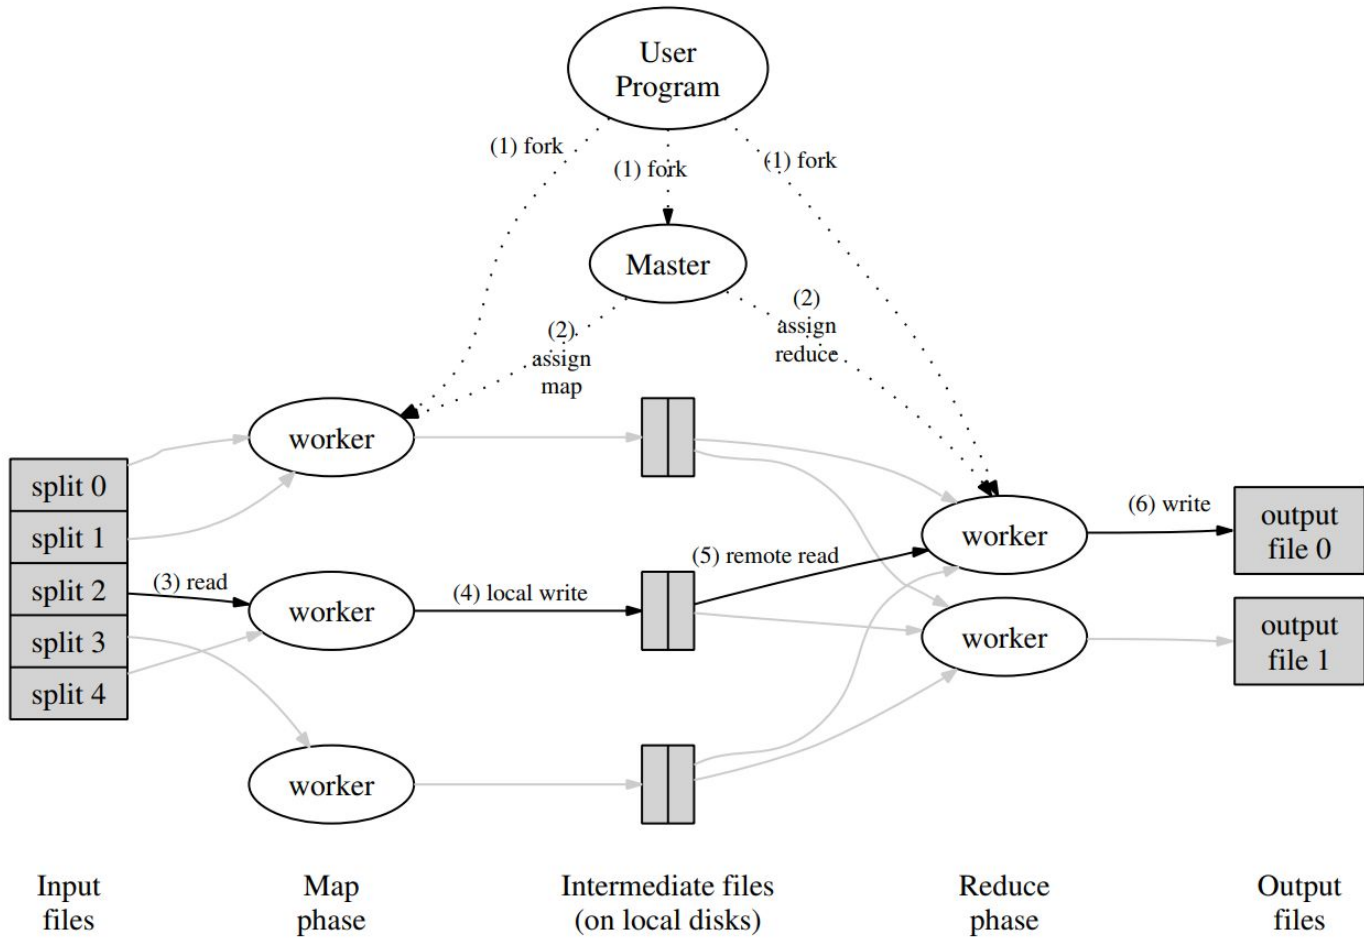 User
Program
(1) fork
(1) fork
(1) fork
Master
(2)
assign
map
(2)
assign
reduce
worker
split 0
split 1
split 2
split 3
split 4
(3) read
worker
(4) local write
(5) remote read
worker
(6) write
output
file 0
worker
output
file 1
worker
Input
files
Map
phase
Intermediate files
(on local disks)
Reduce
phase
Output
files